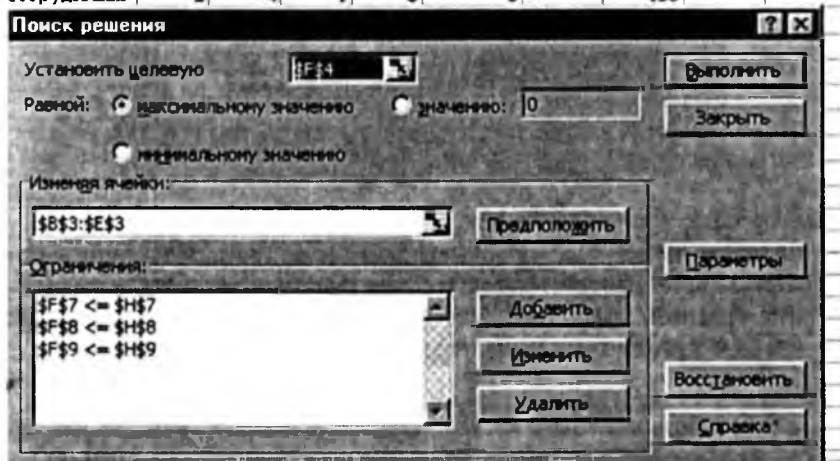 Поиск решения
Установить целевую $F$4 Выполнить
Равной: максимальному значению значению: 0 Закрыть
минимальному значению
Изменяя ячейки:
$B$3:$E$3 Предположить
Ограничения: Параметры
$F$7 <= $H$7 Добавить
$F$8 <= $H$8
$F$9 <= $H$9 Изменить
Восстановить
Удалить
Справка